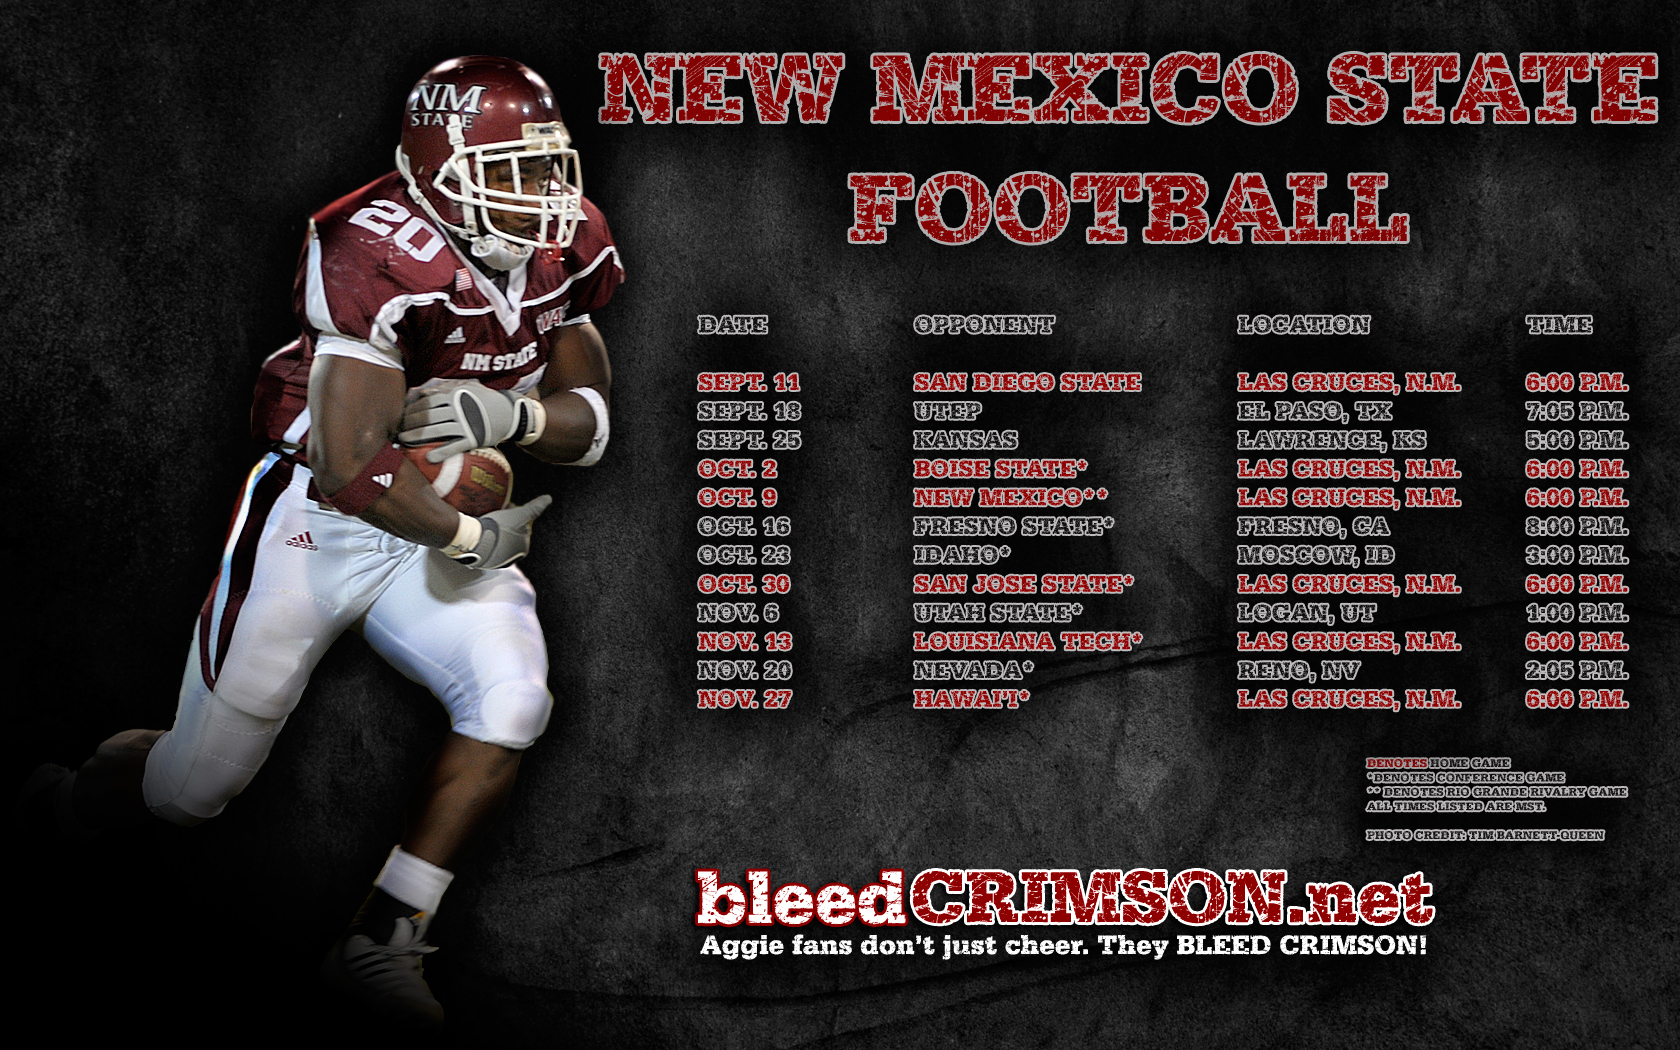 NEW MEXICO STATE
FOOTBALL
NM
STATE
20
NM STATE
adidas
DATE OPPONENT LOCATION TIME
SEPT. 11 SAN DIEGO STATE LAS CRUCES, N.M. 6:00 P.M.
SEPT. 18 UTEP EL PASO, TX 7:05 P.M.
SEPT. 25 KANSAS LAWRENCE, KS 5:00 P.M.
OCT. 2 BOISE STATE* LAS CRUCES, N.M. 6:00 P.M.
OCT. 9 NEW MEXICO** LAS CRUCES, N.M. 6:00 P.M.
OCT. 16 FRESNO STATE* FRESNO, CA 8:00 P.M.
OCT. 23 IDAHO* MOSCOW, ID 3:00 P.M.
OCT. 30 SAN JOSE STATE* LAS CRUCES, N.M. 6:00 P.M.
NOV. 6 UTAH STATE* LOGAN, UT 1:00 P.M.
NOV. 13 LOUISIANA TECH* LAS CRUCES, N.M. 6:00 P.M.
NOV. 20 NEVADA* RENO, NV 2:05 P.M.
NOV. 27 HAWAI'I* LAS CRUCES, N.M. 6:00 P.M.
DENOTES HOME GAME
*DENOTES CONFERENCE GAME
** DENOTES RIO GRANDE RIVALRY GAME
ALL TIMES LISTED ARE MST.
PHOTO CREDIT: TIM BARNETT-QUEEN
bleedCRIMSON.net
Aggie fans don't just cheer. They BLEED CRIMSON!